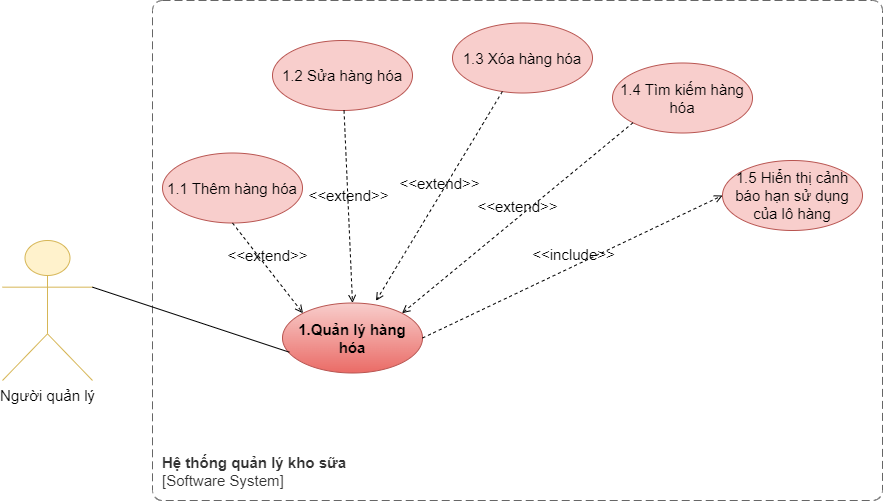 1.3 Xóa hàng hóa
1.2 Sửa hàng hóa
1.4 Tìm kiếm hàng
hóa
1.1 Thêm hàng hóa
1.5 Hiển thị cảnh
báo hạn sử dụng
của lô hàng
<<extend>>
<<extend>>
<<extend>>
<<extend>>
<<include>>
1.Quản lý hàng
hóa
Người quản lý
Hệ thống quản lý kho sữa
[Software System]